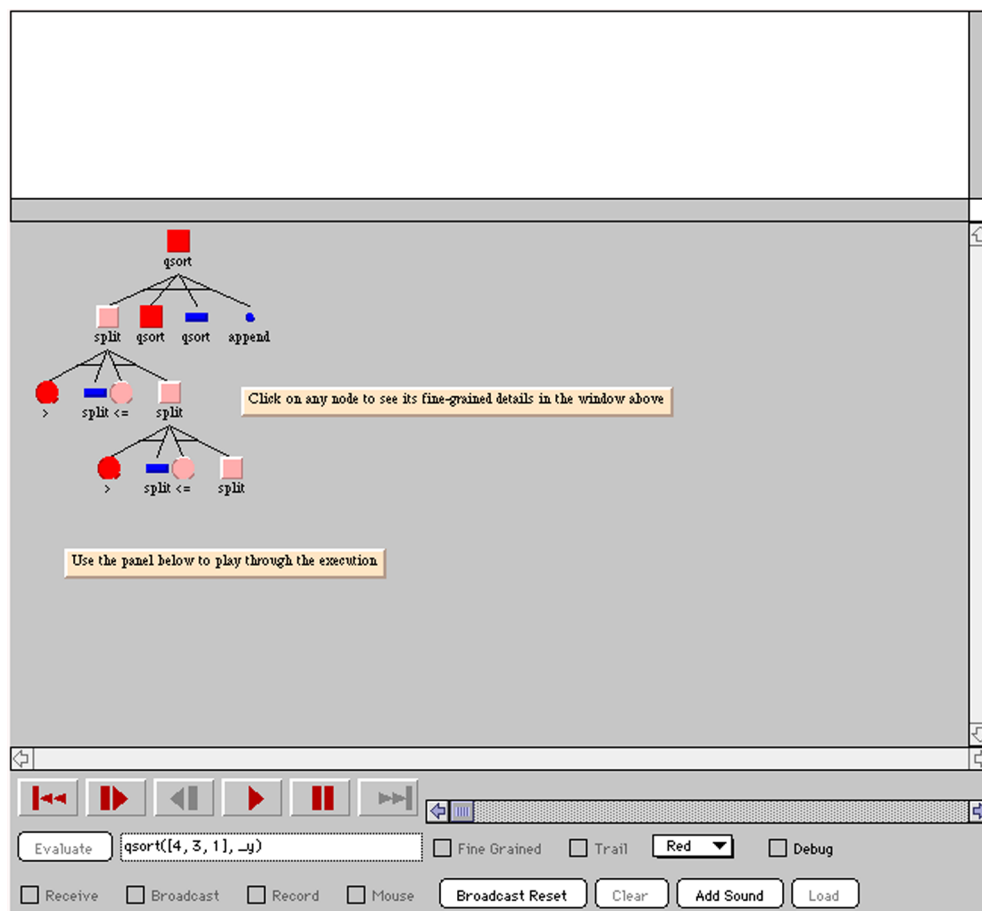 qsort
split qsort qsort append
> split <= split
Click on any node to see its fine-grained details in the window above
> split <= split
Use the panel below to play through the execution
Evaluate qsort([4, 3, 1], _y) Fine Grained Trail Red Debug
Receive Broadcast Record Mouse Broadcast Reset Clear Add Sound Load